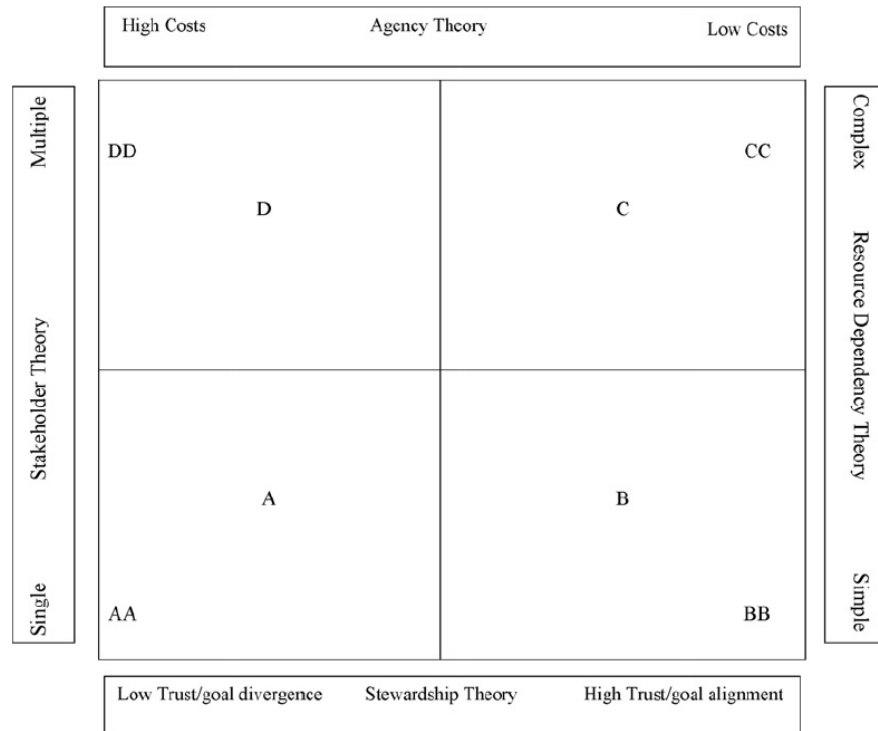 High Costs Agency Theory Low Costs
Multiple
Stakeholder Theory
Single
DD
CC
D
C
A
B
AA
BB
Complex
Resource Dependency Theory
Simple
Low Trust/goal divergence Stewardship Theory High Trust/goal alignment